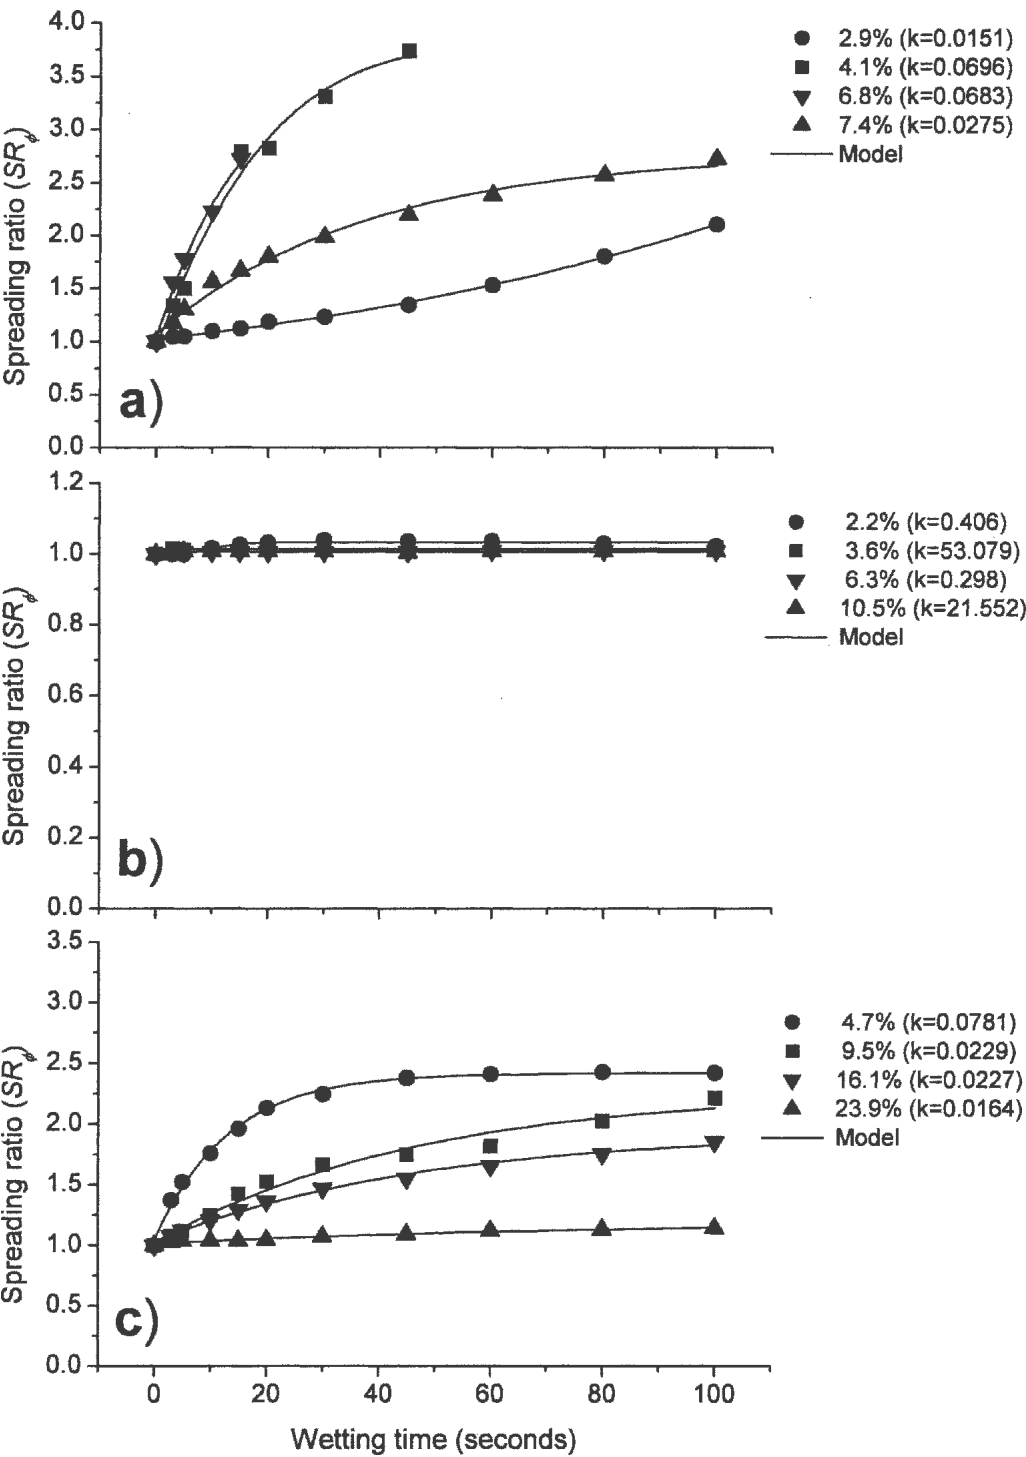 4.0
3.5
3.0
2.5
2.0
1.5
1.0
0.5
0.0
Spreading ratio (SRϕ)
a)
2.9% (k=0.0151)
4.1% (k=0.0696)
6.8% (k=0.0683)
7.4% (k=0.0275)
Model
1.2
1.0
0.8
0.6
0.4
0.2
0.0
Spreading ratio (SRϕ)
b)
2.2% (k=0.406)
3.6% (k=53.079)
6.3% (k=0.298)
10.5% (k=21.552)
Model
3.5
3.0
2.5
2.0
1.5
1.0
0.5
0.0
Spreading ratio (SRϕ)
c)
4.7% (k=0.0781)
9.5% (k=0.0229)
16.1% (k=0.0227)
23.9% (k=0.0164)
Model
0 20 40 60 80 100
Wetting time (seconds)